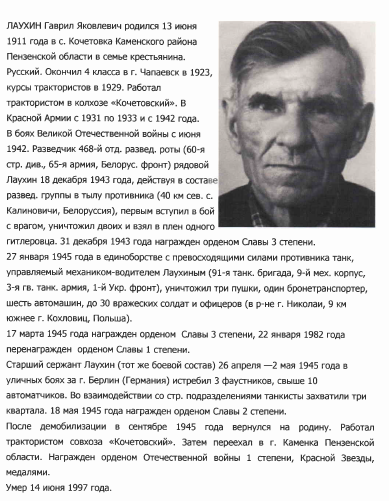 ЛАУХИН Гаврил Яковлевич родился 13 июня
1911 года в с. Кочетовка Каменского района
Пензенской области в семье крестьянина.
Русский. Окончил 4 класса в г. Чапаевск в 1923,
курсы трактористов в 1929. Работал
трактористом в колхозе «Кочетовский». В
Красной Армии с 1931 по 1933 и с 1942 года.
В боях Великой Отечественной войны с июня
1942. Разведчик 468-й отд. развед. роты (60-я
стр. див., 65-я армия, Белорус. фронт) рядовой
Лаухин 18 декабря 1943 года, действуя в составе
развед. группы в тылу противника (40 км сев. с.
Калиновичи, Белоруссия), первым вступил в бой
с врагом, уничтожил двоих и взял в плен одного
гитлеровца. 31 декабря 1943 года награжден орденом Славы 3 степени.
27 января 1945 года в единоборстве с превосходящими силами противника танк,
управляемый механиком-водителем Лаухиным (91-я танк. бригада, 9-й мех. корпус,
3-я гв. танк. армия, 1-й Укр. фронт), уничтожил три пушки, один бронетранспортер,
шесть автомашин, до 30 вражеских солдат и офицеров (в р-не г. Николаи, 9 км
южнее г. Кохловиц, Польша).
17 марта 1945 года награжден орденом Славы 3 степени, 22 января 1982 года
перенагражден орденом Славы 1 степени.
Старший сержант Лаухин (тот же боевой состав) 26 апреля —2 мая 1945 года в
уличных боях за г. Берлин (Германия) истребил 3 фаустников, свыше 10
автоматчиков. Во взаимодействии со стр. подразделениями танкисты захватили три
квартала. 18 мая 1945 года награжден орденом Славы 2 степени.
После демобилизации в сентябре 1945 года вернулся на родину. Работал
трактористом совхоза «Кочетовский». Затем переехал в г. Каменка Пензенской
области. Награжден орденом Отечественной войны 1 степени, Красной Звезды,
медалями.
Умер 14 июня 1997 года.